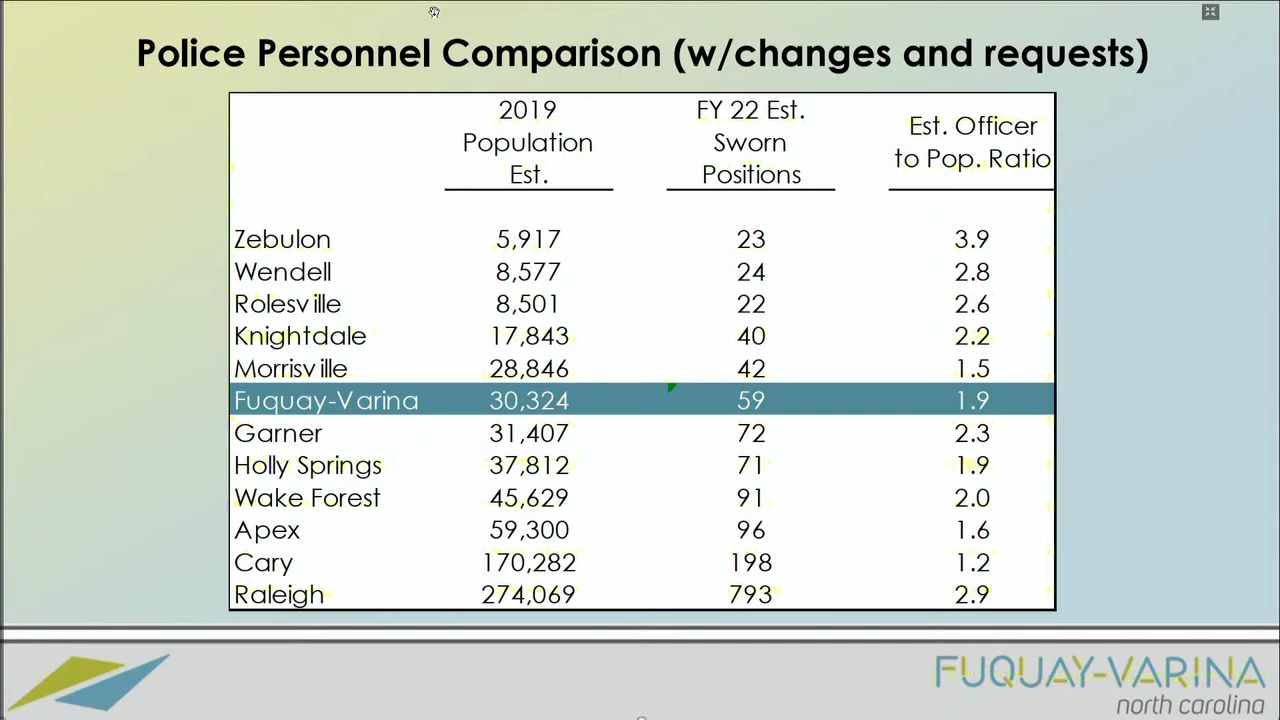 Police Personnel Comparison (w/changes and requests)
2019 Population Est. FY 22 Est. Sworn Positions Est. Officer to Pop. Ratio
Zebulon 5,917 23 3.9
Wendell 8,577 24 2.8
Rolesville 8,501 22 2.6
Knightdale 17,843 40 2.2
Morrisville 28,846 42 1.5
Fuquay-Varina 30,324 59 1.9
Garner 31,407 72 2.3
Holly Springs 37,812 71 1.9
Wake Forest 45,629 91 2.0
Apex 59,300 96 1.6
Cary 170,282 198 1.2
Raleigh 274,069 793 2.9
FUQUAY-VARINA
north carolina